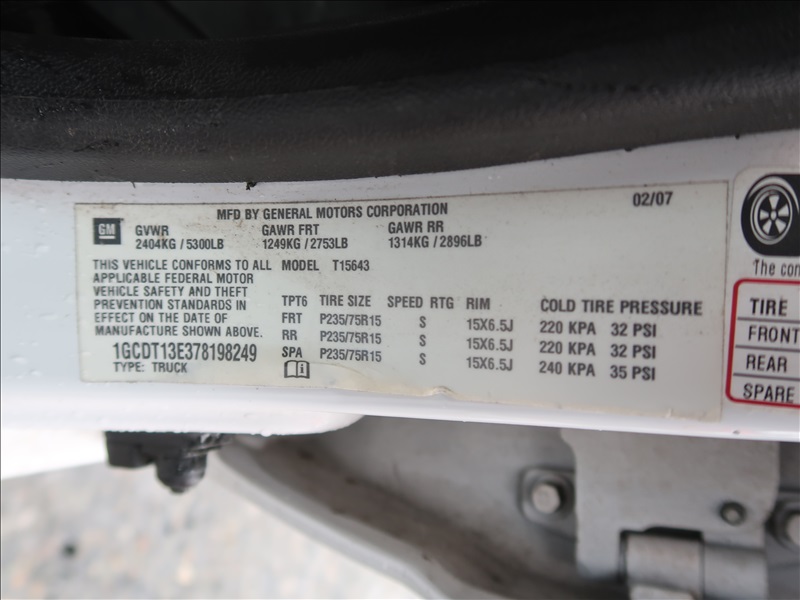 MFD BY GENERAL MOTORS CORPORATION 02/07
GM
GVWR GAWR FRT GAWR RR
2404KG / 5300LB 1249KG / 2753LB 1314KG / 2896LB
THIS VEHICLE CONFORMS TO ALL MODEL T15643
APPLICABLE FEDERAL MOTOR
VEHICLE SAFETY AND THEFT
PREVENTION STANDARDS IN
EFFECT ON THE DATE OF
MANUFACTURE SHOWN ABOVE.
1GCDT13E378198249
TYPE: TRUCK
TPT6 TIRE SIZE SPEED RTG RIM COLD TIRE PRESSURE
FRT P235/75R15 S 15X6.5J 220 KPA 32 PSI
RR P235/75R15 S 15X6.5J 220 KPA 32 PSI
SPA P235/75R15 S 15X6.5J 240 KPA 35 PSI
The
TIRE
FRONT
REAR
SPARE